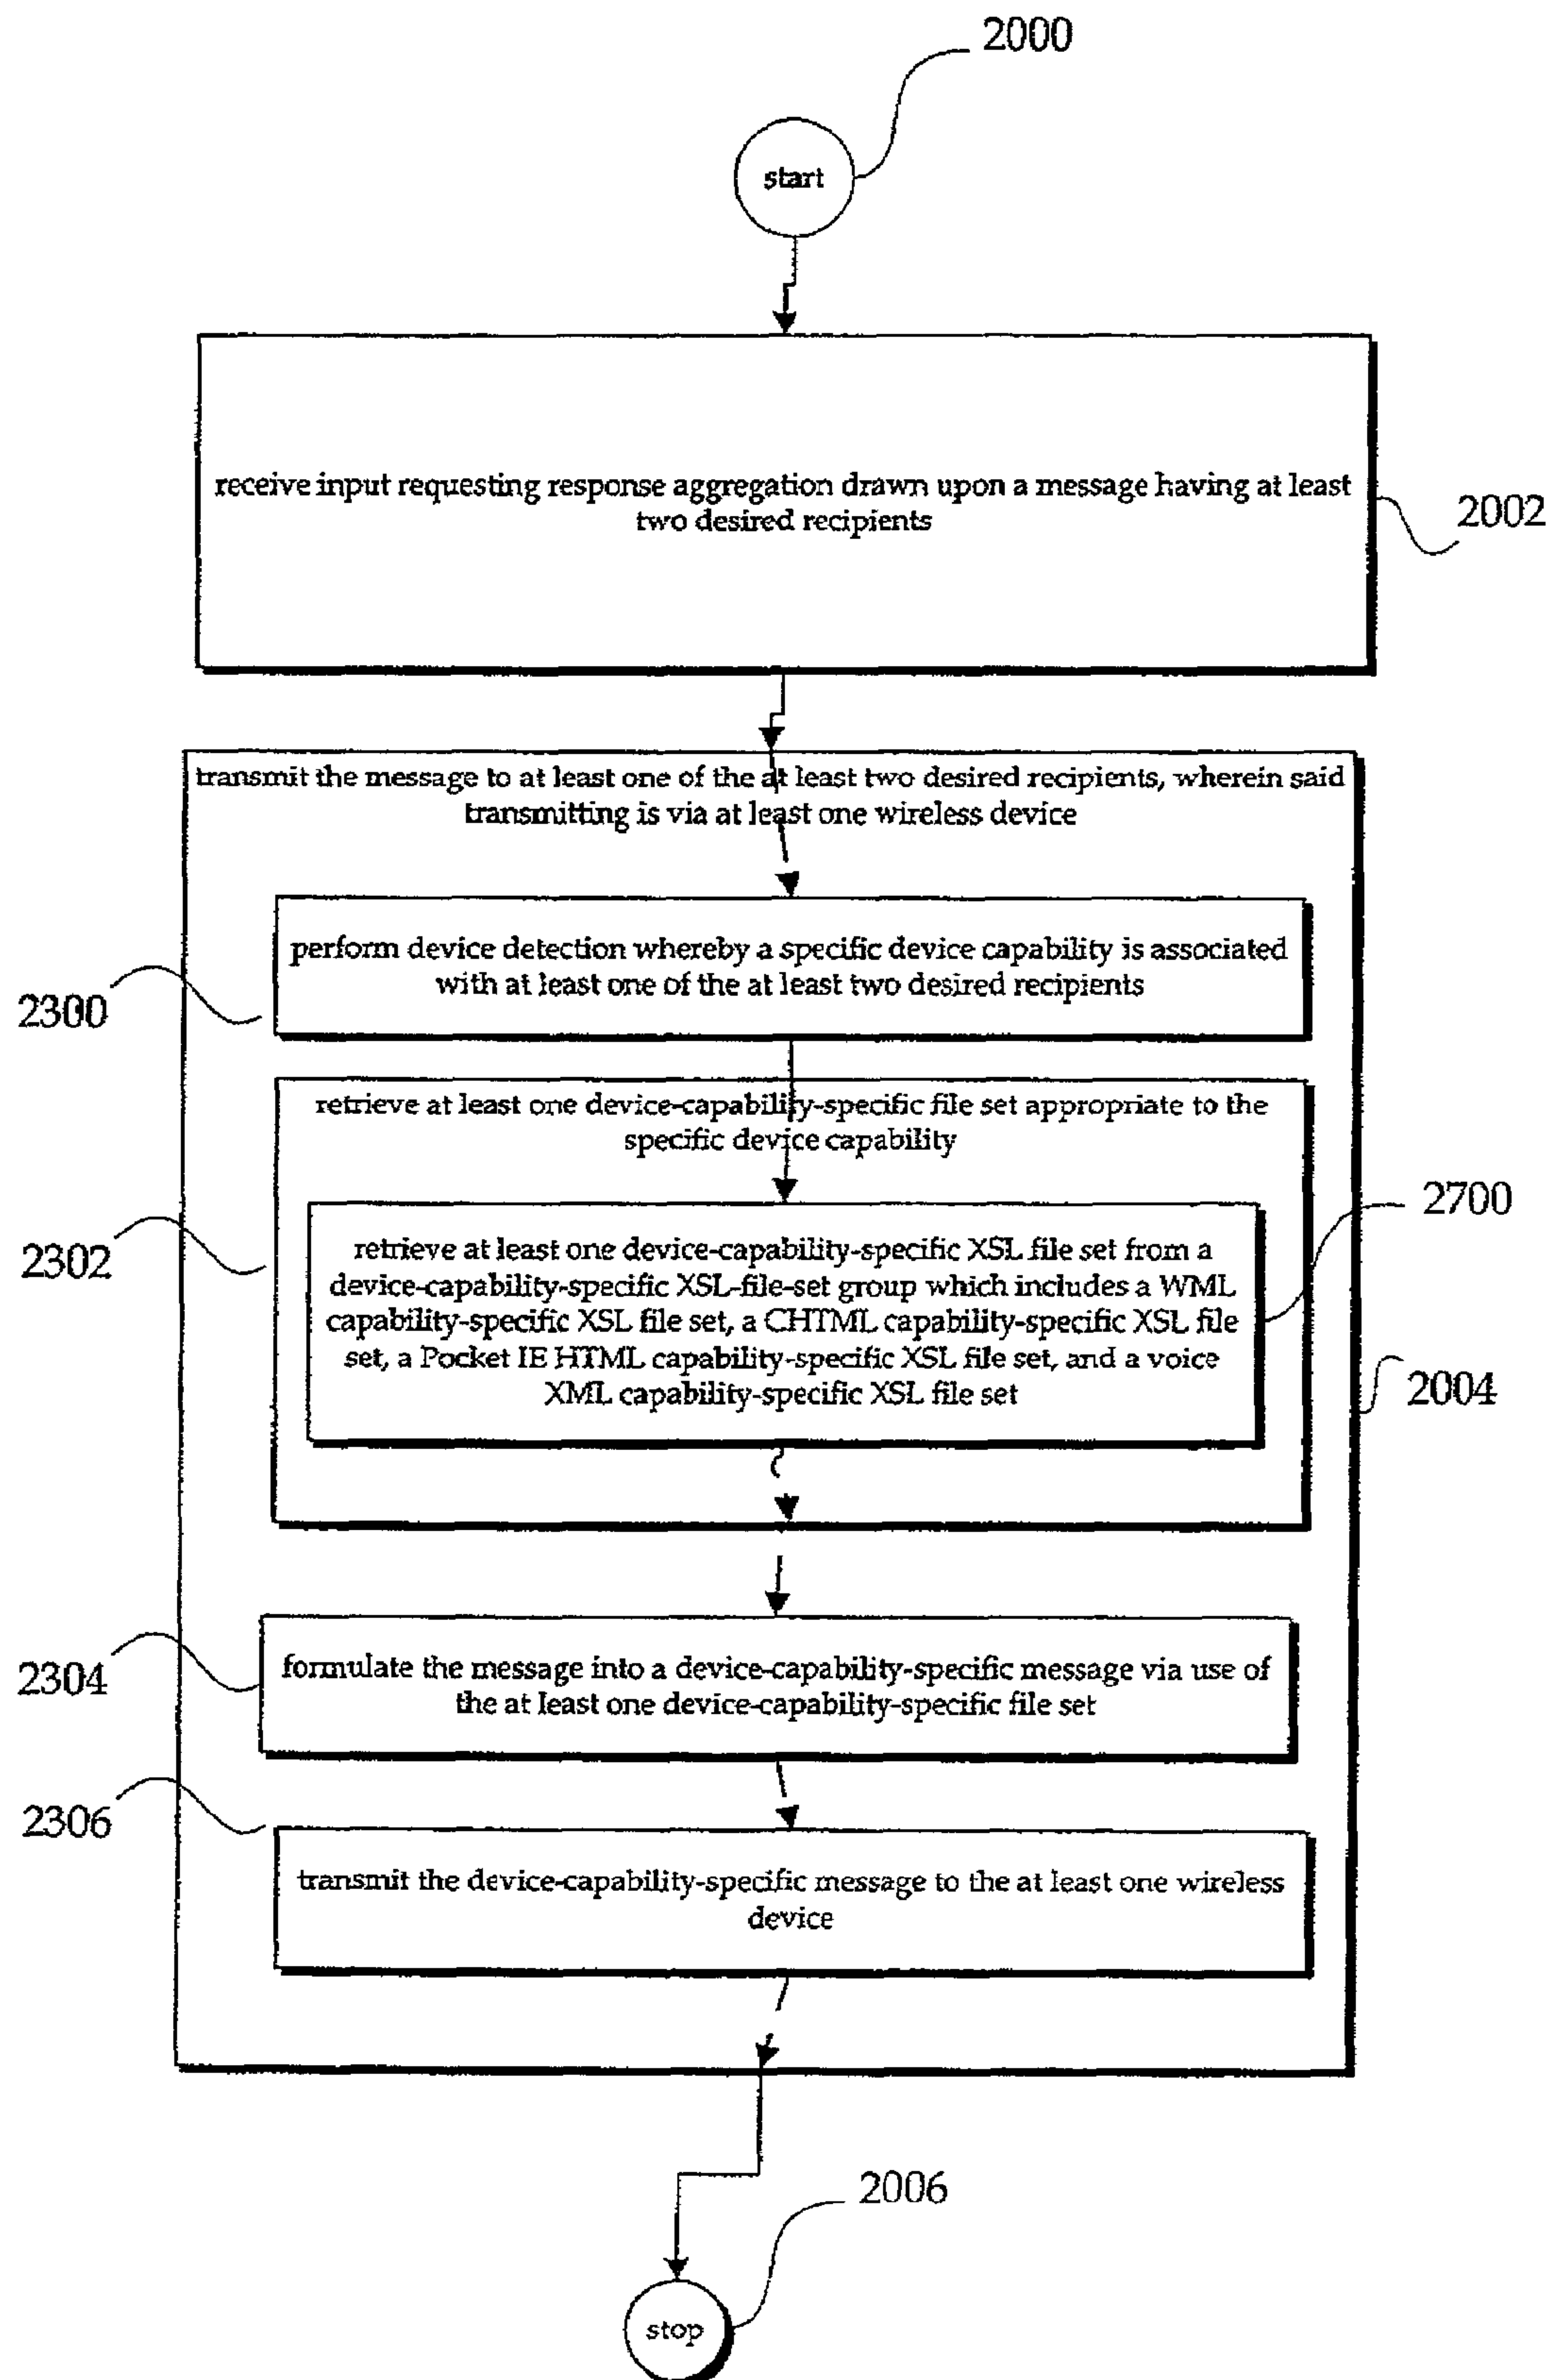 2000
start
receive input requesting response aggregation drawn upon a message having at least
two desired recipients
2002
transmit the message to at least one of the at least two desired recipients, wherein said
transmitting is via at least one wireless device
perform device detection whereby a specific device capability is associated
with at least one of the at least two desired recipients
2300
retrieve at least one device-capability-specific file set appropriate to the
specific device capability
2700
2302
retrieve at least one device-capability-specific XSL file set from a
device-capability-specific XSL-file-set group which includes a WML
capability-specific XSL file set, a CHTML capability-specific XSL file
set, a Pocket IE HTML capability-specific XSL file set, and a voice
XML capability-specific XSL file set
2004
2304
formulate the message into a device-capability-specific message via use of
the at least one device-capability-specific file set
2306
transmit the device-capability-specific message to the at least one wireless
device
2006
stop